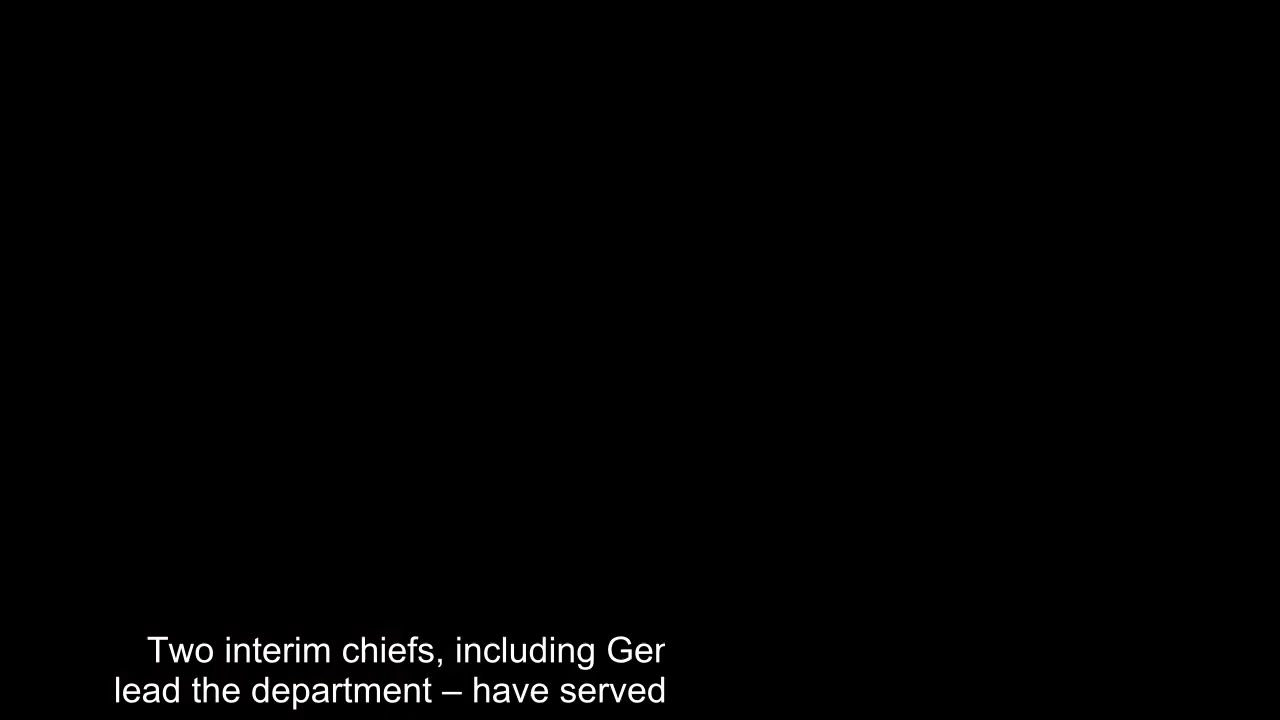 Two interim chiefs, including Ger
lead the department – have served